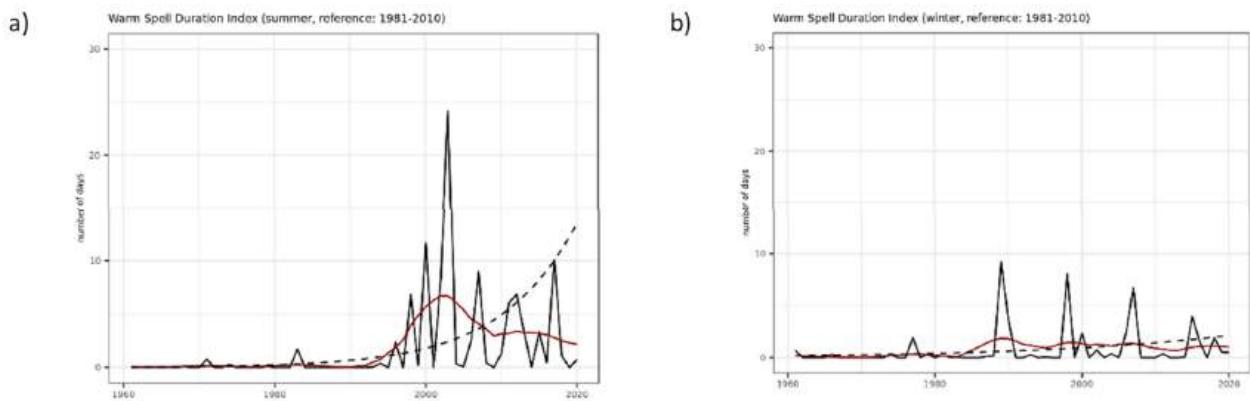 a)
Warm Spell Duration Index (summer, reference: 1981-2010)
30
20
10
0
number of days
1960
1980
2000
2020
b)
Warm Spell Duration Index (winter, reference: 1981-2010)
30
20
10
0
number of days
1960
1980
2000
2020